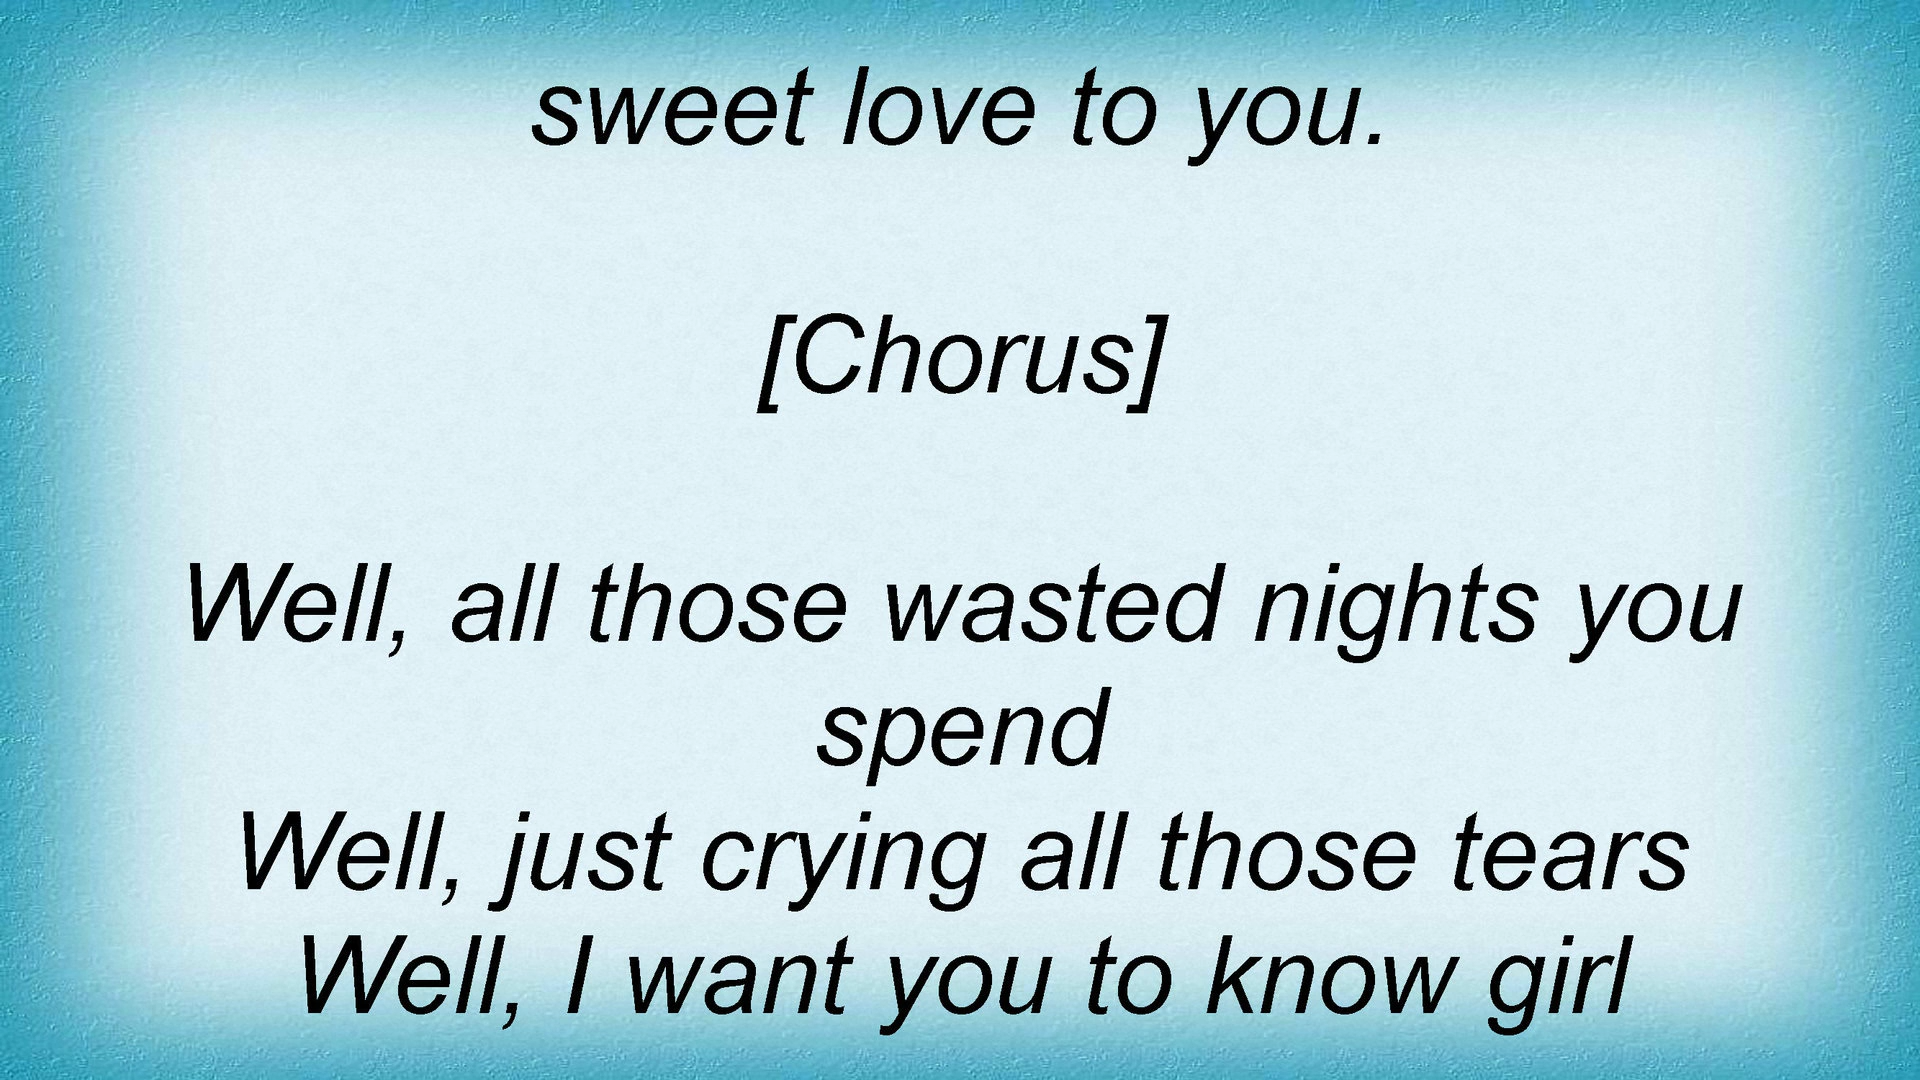 sweet love to you.
[Chorus]
Well, all those wasted nights you
spend
Well, just crying all those tears
Well, I want you to know girl